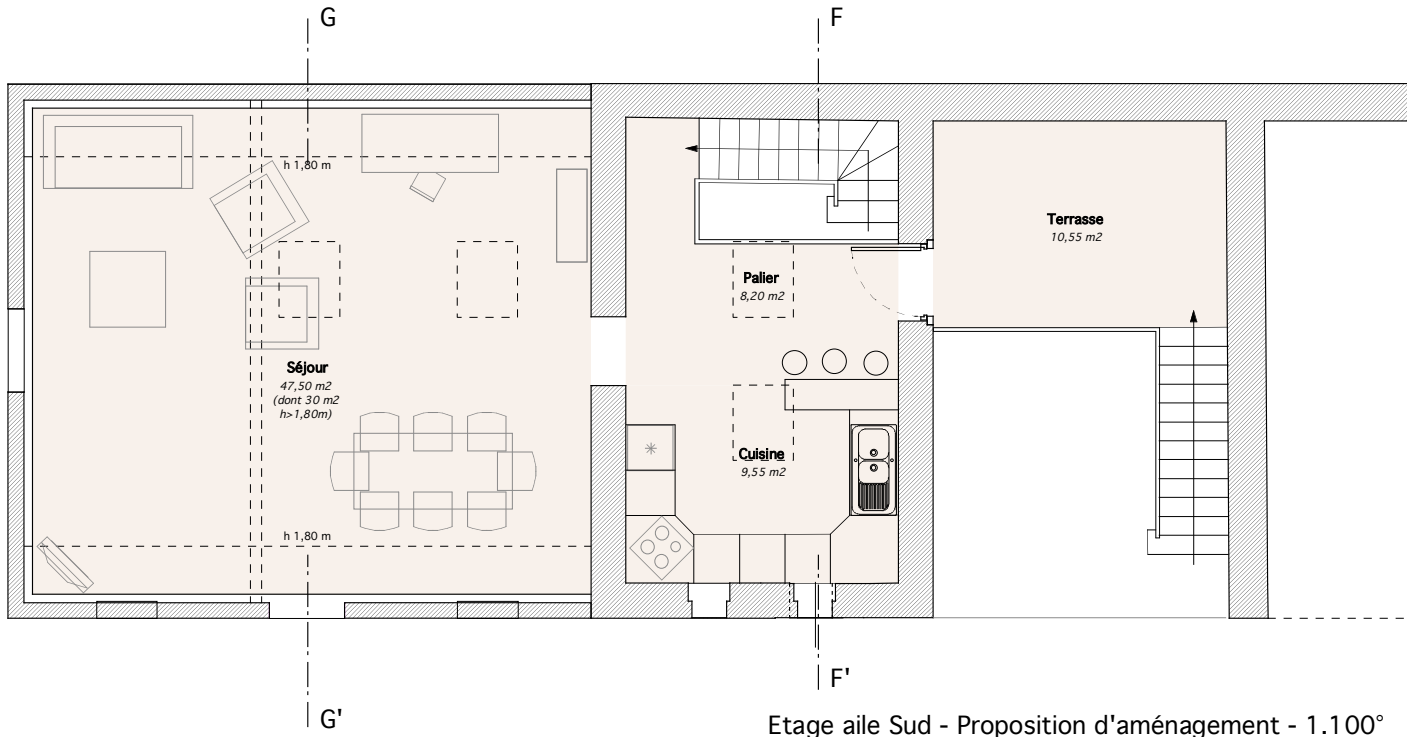 G
F
h 1,80 m
Terrasse
10,55 m2
Palier
8,20 m2
Séjour
47,50 m2
(dont 30 m2
h>1,80m)
Cuisine
9,55 m2
h 1,80 m
F'
G'
Etage aile Sud - Proposition d'aménagement - 1.100°